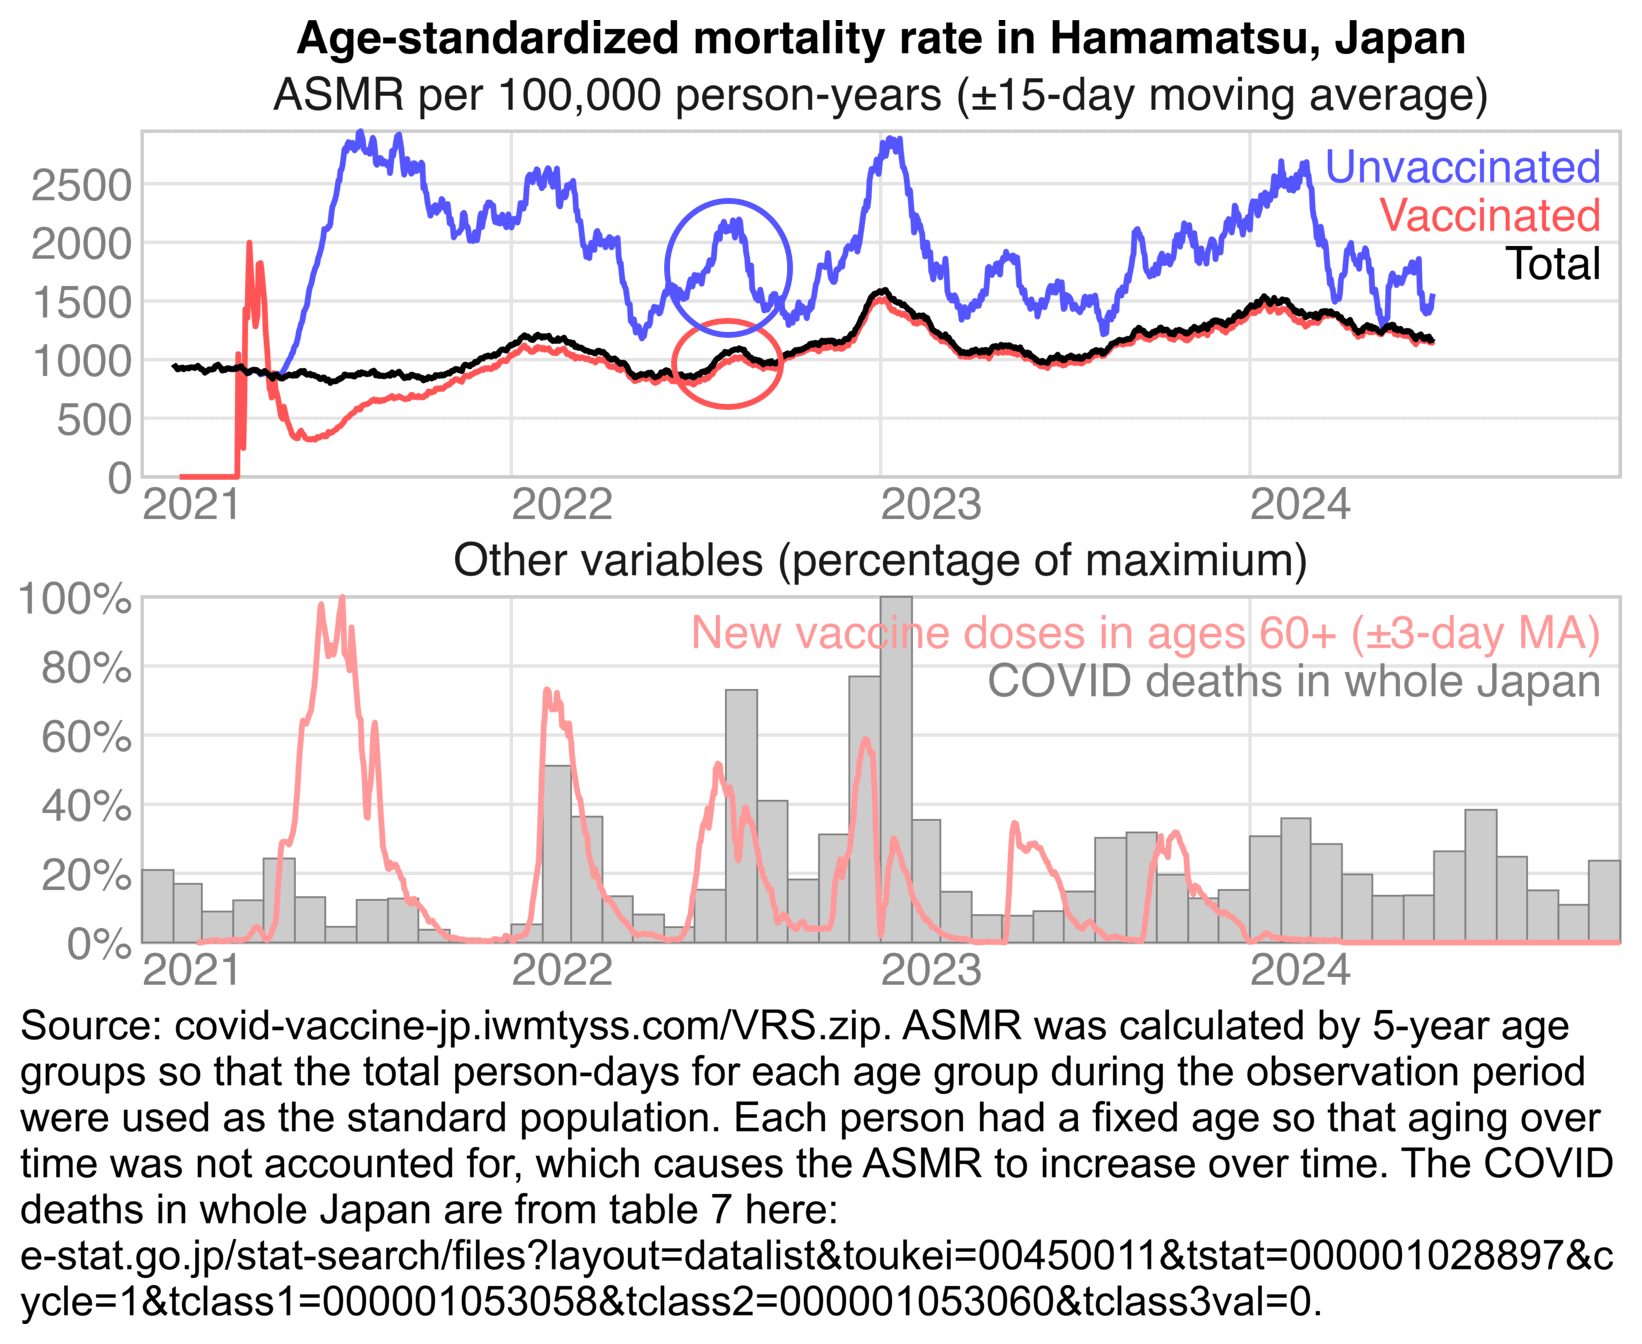 Age-standardized mortality rate in Hamamatsu, Japan
ASMR per 100,000 person-years (±15-day moving average)
2500
2000
1500
1000
500
0
Unvaccinated
Vaccinated
Total
2021
2022
2023
2024
Other variables (percentage of maximium)
100%
80%
60%
40%
20%
0%
New vaccine doses in ages 60+ (±3-day MA)
COVID deaths in whole Japan
2021
2022
2023
2024
Source: covid-vaccine-jp.iwmtyss.com/VRS.zip. ASMR was calculated by 5-year age
groups so that the total person-days for each age group during the observation period
were used as the standard population. Each person had a fixed age so that aging over
time was not accounted for, which causes the ASMR to increase over time. The COVID
deaths in whole Japan are from table 7 here:
e-stat.go.jp/stat-search/files?layout=datalist&toukei=00450011&tstat=000001028897&c
ycle=1&tclass1=000001053058&tclass2=000001053060&tclass3val=0.